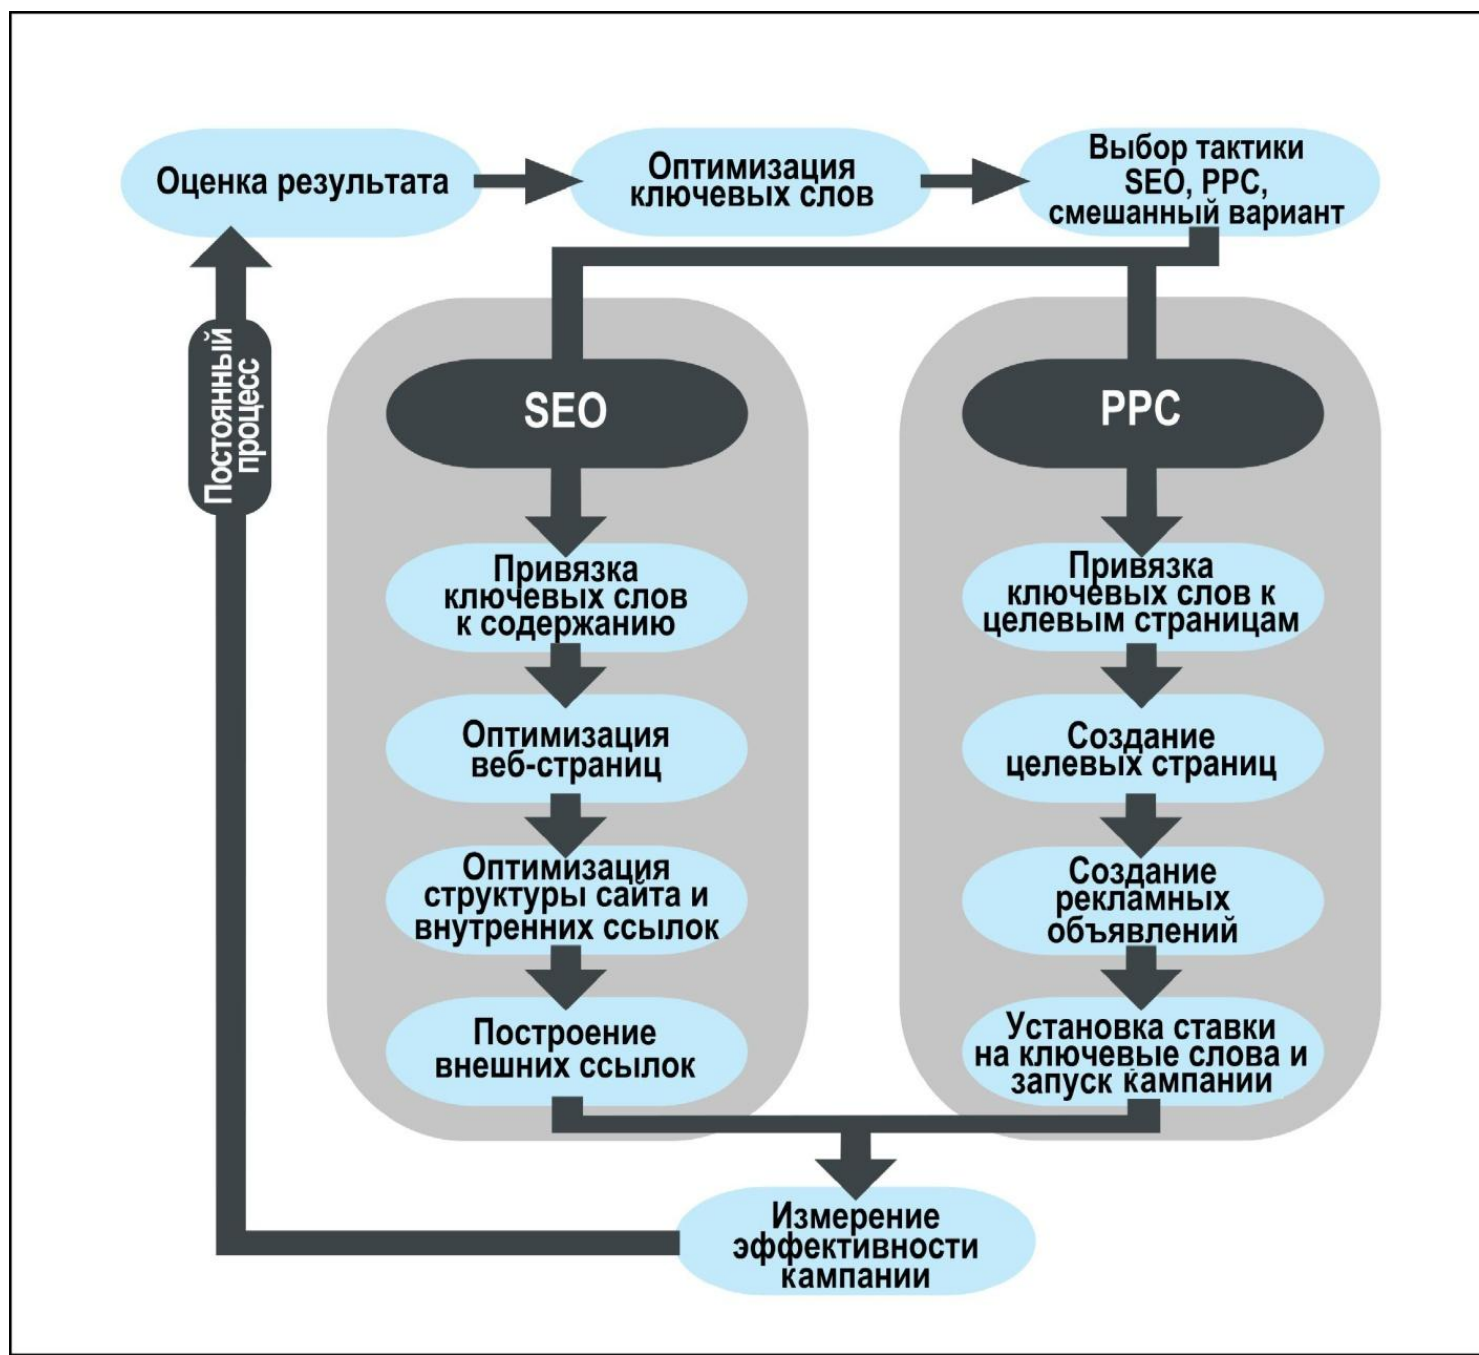 Оценка результата
Оптимизация
ключевых слов
Выбор тактики
SEO, PPC,
смешанный вариант
Постоянный
процесс
SEO
Привязка
ключевых слов
к содержанию
Оптимизация
веб-страниц
Оптимизация
структуры сайта и
внутренних ссылок
Построение
внешних ссылок
PPC
Привязка
ключевых слов к
целевым страницам
Создание
целевых страниц
Создание
рекламных
объявлений
Установка ставки
на ключевые слова и
запуск кампании
Измерение
эффективности
кампании